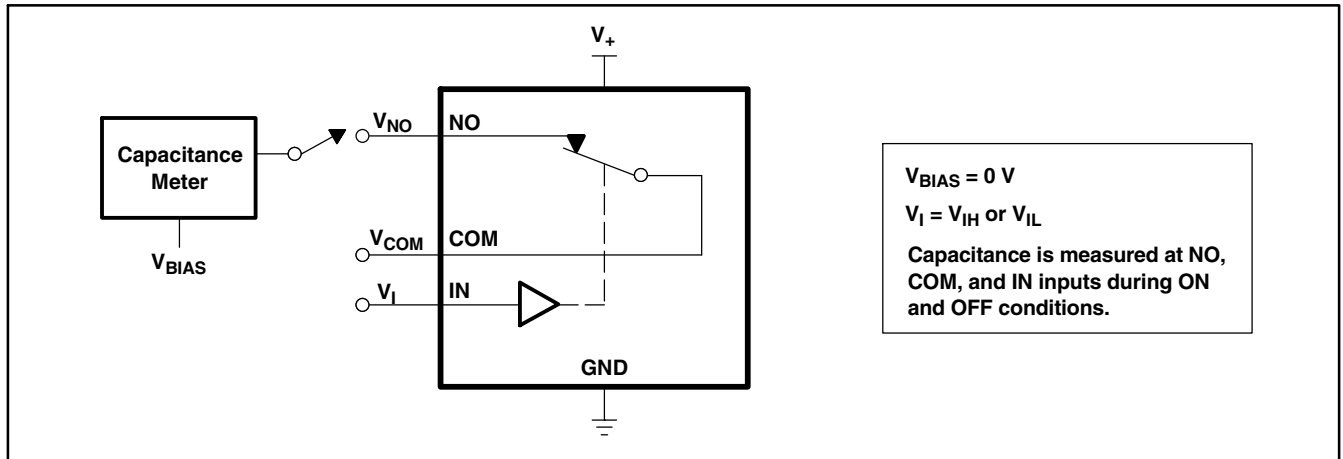 V+
VNO NO
Capacitance
Meter
VBIAS
VCOM COM
VI IN
GND
VBIAS = 0 V
VI = VIH or VIL
Capacitance is measured at NO,
COM, and IN inputs during ON
and OFF conditions.